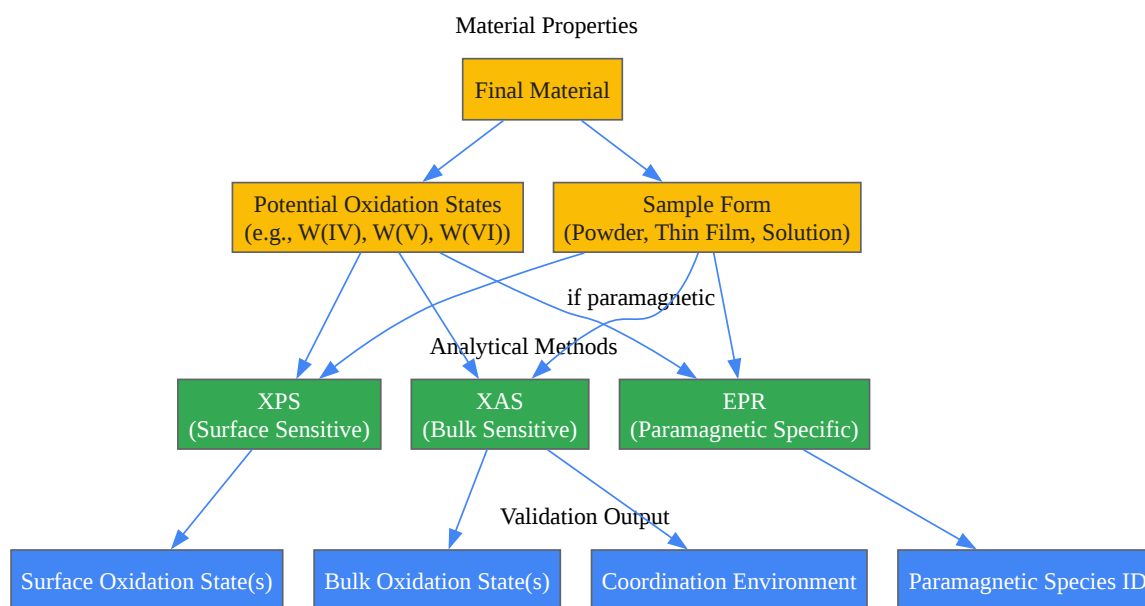 Material Properties
Final Material
Potential Oxidation States
(e.g., W(IV), W(V), W(VI))
Sample Form
(Powder, Thin Film, Solution)
if paramagnetic
Analytical Methods
XPS
(Surface Sensitive)
XAS
(Bulk Sensitive)
EPR
(Paramagnetic Specific)
Validation Output
Surface Oxidation State(s)
Bulk Oxidation State(s)
Coordination Environment
Paramagnetic Species ID